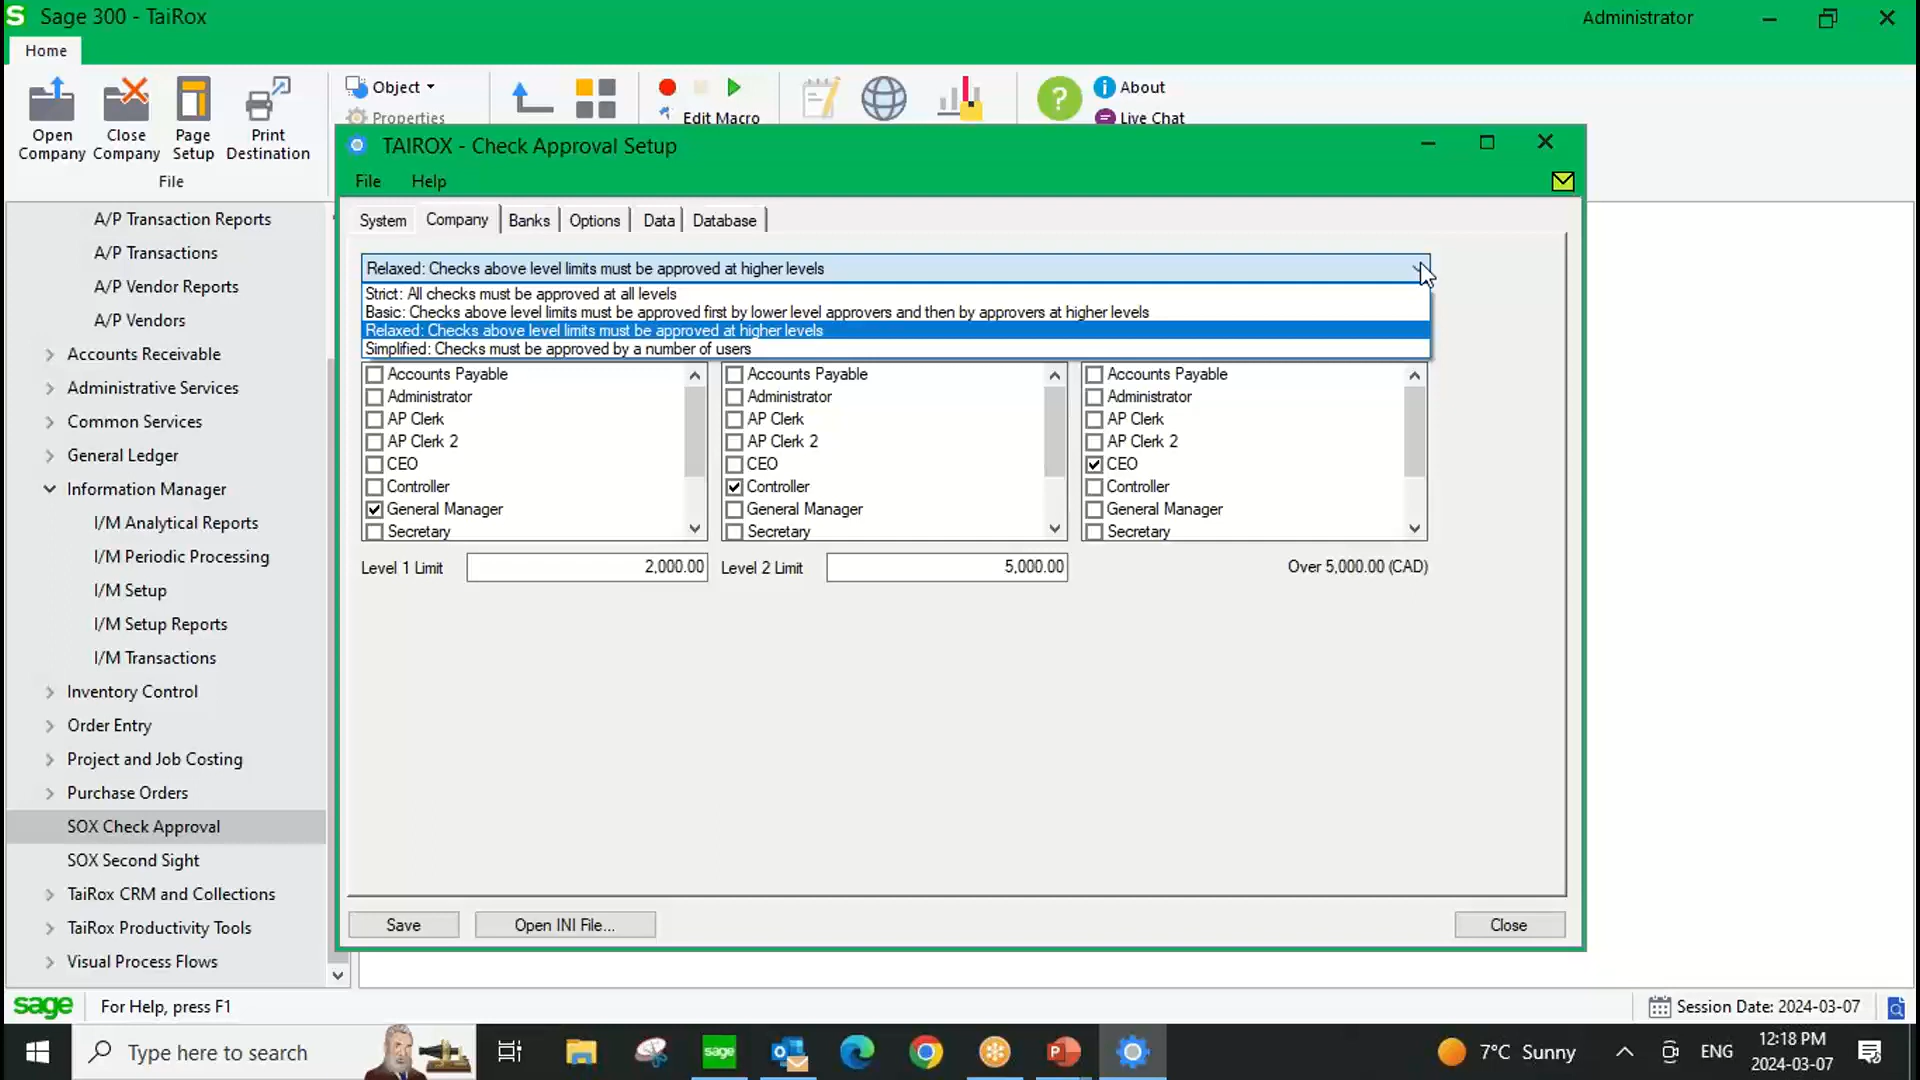 Sage 300 - TaiRox
Administrator
Home
Open Company
Close Company
Page Setup
Print Destination
File
Object
Properties
Edit Macro
About
Live Chat
TAIROX - Check Approval Setup
File Help
System Company Banks Options Data Database
Relaxed: Checks above level limits must be approved at higher levels
Strict: All checks must be approved at all levels
Basic: Checks above level limits must be approved first by lower level approvers and then by approvers at higher levels
Relaxed: Checks above level limits must be approved at higher levels
Simplified: Checks must be approved by a number of users
Accounts Payable
Administrator
AP Clerk
AP Clerk 2
CEO
Controller
General Manager
Secretary
Accounts Payable
Administrator
AP Clerk
AP Clerk 2
CEO
Controller
General Manager
Secretary
Accounts Payable
Administrator
AP Clerk
AP Clerk 2
CEO
Controller
General Manager
Secretary
Level 1 Limit 2,000.00 Level 2 Limit 5,000.00 Over 5,000.00 (CAD)
Save Open INI File... Close
A/P Transaction Reports
A/P Transactions
A/P Vendor Reports
A/P Vendors
Accounts Receivable
Administrative Services
Common Services
General Ledger
Information Manager
I/M Analytical Reports
I/M Periodic Processing
I/M Setup
I/M Setup Reports
I/M Transactions
Inventory Control
Order Entry
Project and Job Costing
Purchase Orders
SOX Check Approval
SOX Second Sight
TaiRox CRM and Collections
TaiRox Productivity Tools
Visual Process Flows
sage For Help, press F1
Session Date: 2024-03-07
Type here to search
sage
7°C Sunny
ENG
12:18 PM
2024-03-07